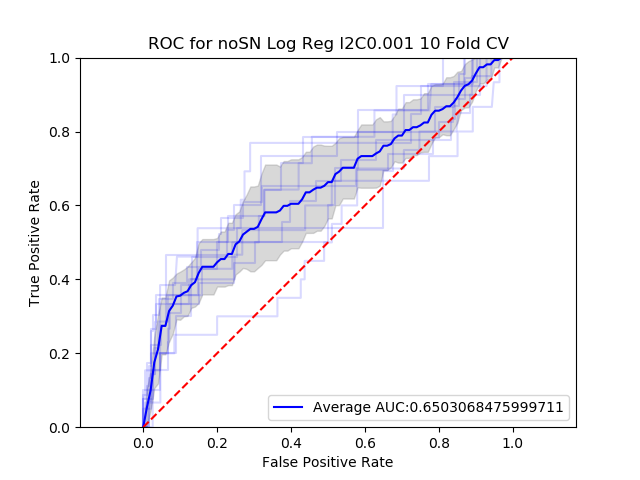 ROC for noSN Log Reg l2C0.001 10 Fold CV
1.0
0.8
0.6
0.4
0.2
0.0
True Positive Rate
Average AUC:0.6503068475999711
0.0 0.2 0.4 0.6 0.8 1.0
False Positive Rate